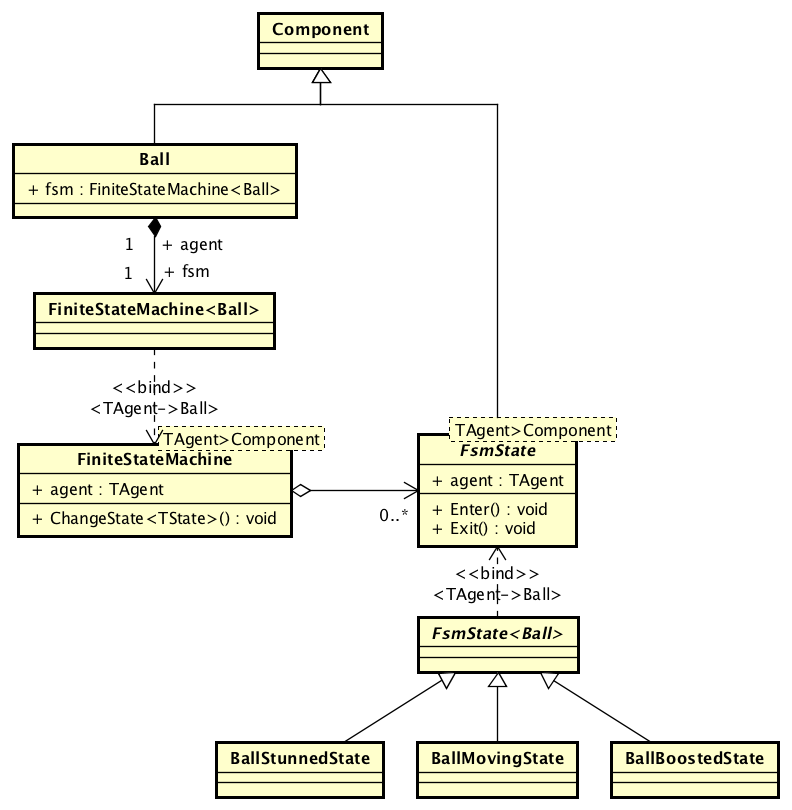 Component
Ball
+ fsm : FiniteStateMachine<Ball>
1 + agent
1 + fsm
FiniteStateMachine<Ball>
<<bind>>
<TAgent->Ball>
TAgent>Component
FiniteStateMachine
+ agent : TAgent
+ ChangeState<TState>() : void
0..*
TAgent>Component
FsmState
+ agent : TAgent
+ Enter() : void
+ Exit() : void
<<bind>>
<TAgent->Ball>
FsmState<Ball>
BallStunnedState
BallMovingState
BallBoostedState